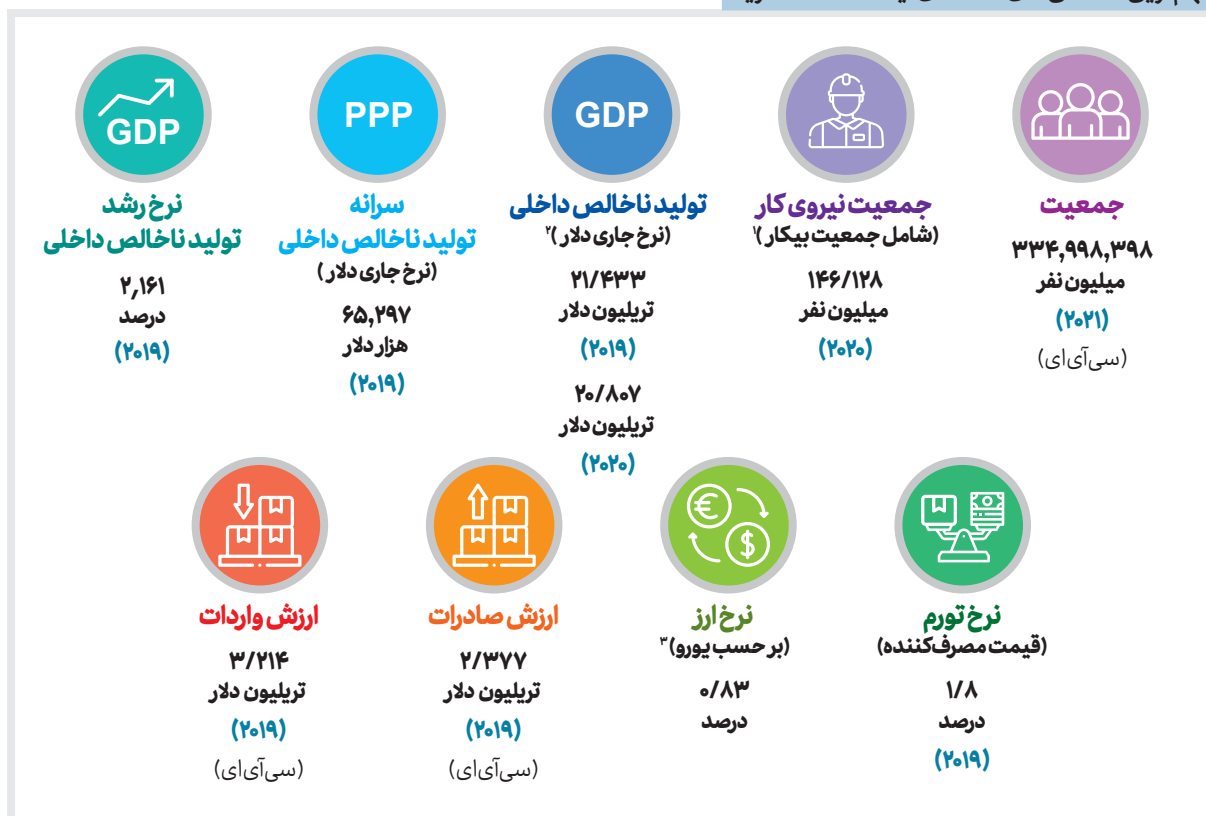 جمعیت
۳۳۴,۹۹۸,۳۹۸
میلیون نفر
(۲۰۲۱)
(سی‌آی‌ای)
جمعیت نیروی کار
(شامل جمعیت بیکار)۱
۱۴۶/۱۲۸
میلیون نفر
(۲۰۲۰)
GDP
تولید ناخالص داخلی
(نرخ جاری دلار)۲
۲۱/۴۳۳
تریلیون دلار
(۲۰۱۹)
۲۰/۸۰۷
تریلیون دلار
(۲۰۲۰)
PPP
سرانه
تولید ناخالص داخلی
(نرخ جاری دلار)
۶۵,۲۹۷
هزار دلار
(۲۰۱۹)
GDP
نرخ رشد
تولید ناخالص داخلی
۲٫۱۶۱
درصد
(۲۰۱۹)
نرخ تورم
(قیمت مصرف‌کننده)
۱/۸
درصد
(۲۰۱۹)
€
$
نرخ ارز
(بر حسب یورو)۳
۰/۸۳
درصد
ارزش صادرات
۲/۳۷۷
تریلیون دلار
(۲۰۱۹)
(سی‌آی‌ای)
ارزش واردات
۳/۲۱۴
تریلیون دلار
(۲۰۱۹)
(سی‌آی‌ای)